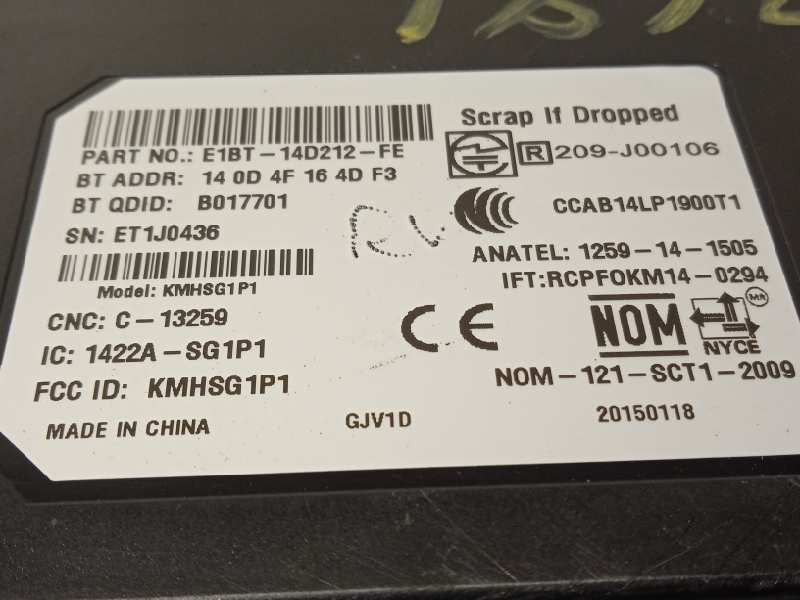 Scrap If Dropped
PART NO.: E1BT-14D212-FE
R 209-J00106
BT ADDR: 14 0D 4F 16 4D F3
BT QDID: B017701
CCAB14LP1900T1
SN: ET1J0436
ANATEL: 1259-14-1505
IFT:RCPFOKM14-0294
Model: KMHSG1P1
CNC: C-13259
CE
NOM
NYCE
IC: 1422A-SG1P1
NOM-121-SCT1-2009
FCC ID: KMHSG1P1
20150118
GJV1D
MADE IN CHINA